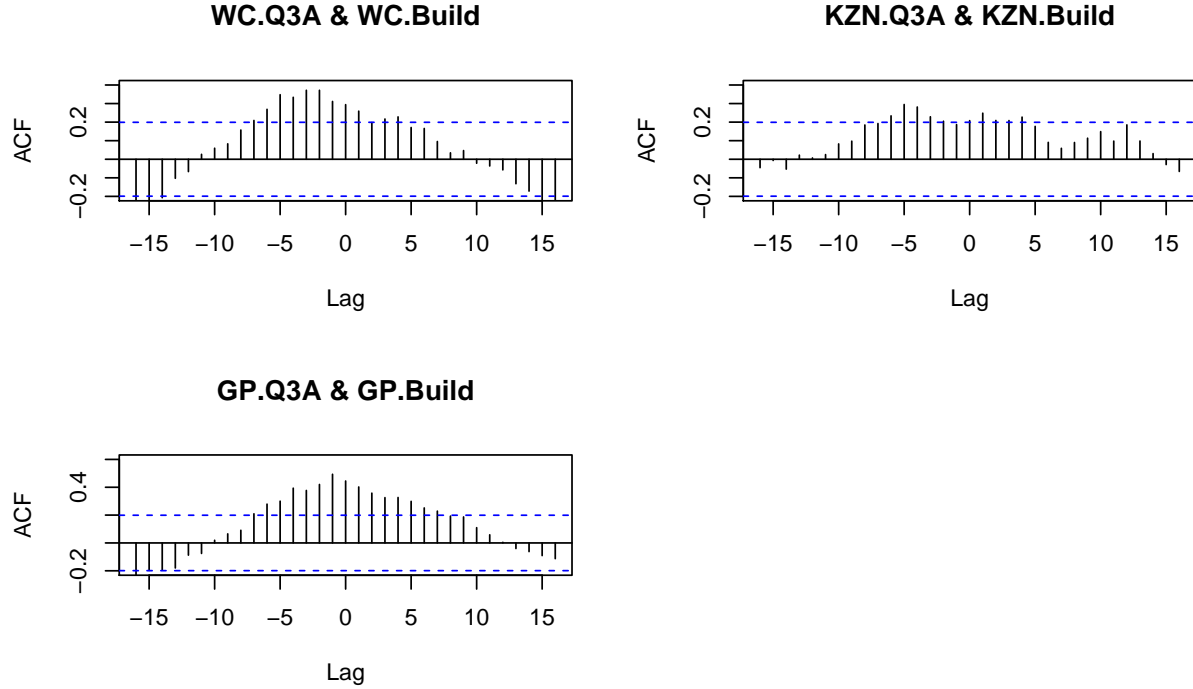 WC.Q3A & WC.Build
ACF
0.2
−0.2
−15 −10 −5 0 5 10 15
Lag
KZN.Q3A & KZN.Build
ACF
0.2
−0.2
−15 −10 −5 0 5 10 15
Lag
GP.Q3A & GP.Build
ACF
0.4
−0.2
−15 −10 −5 0 5 10 15
Lag